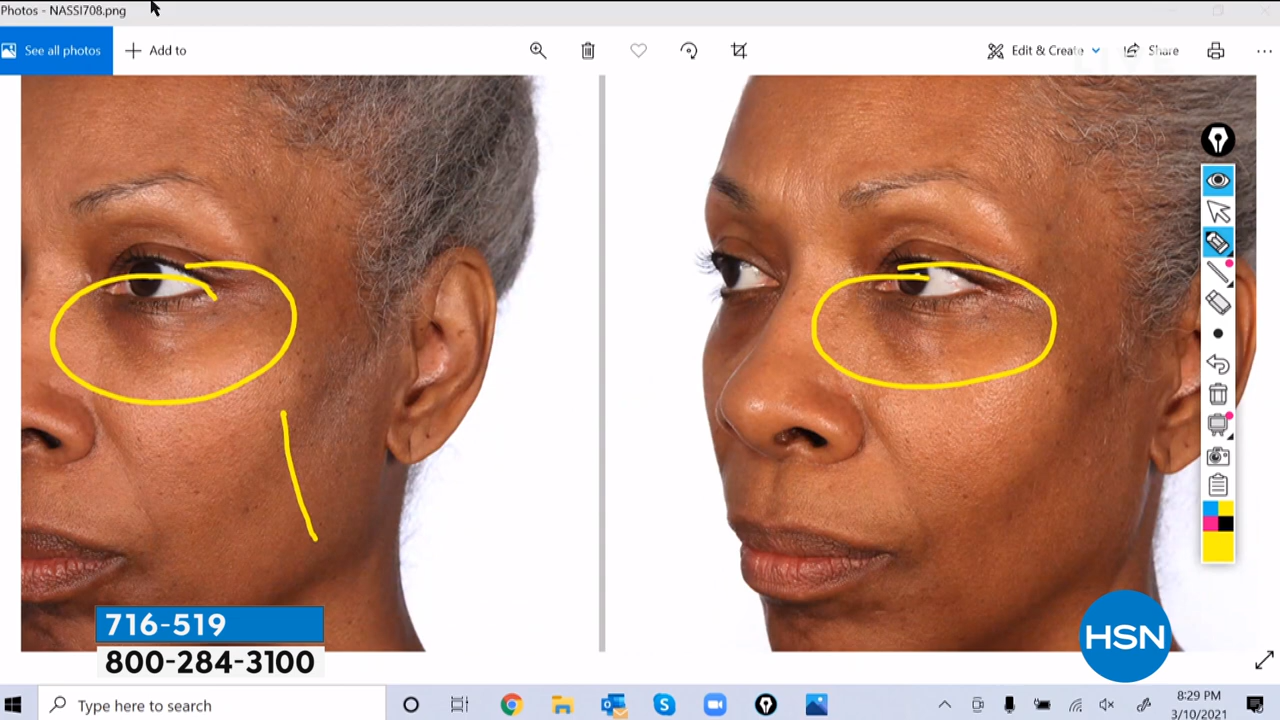 Photos - NASSI708.png
See all photos
Add to
Edit & Create
Share
716-519
800-284-3100
HSN
Type here to search
8:29 PM
3/10/2021